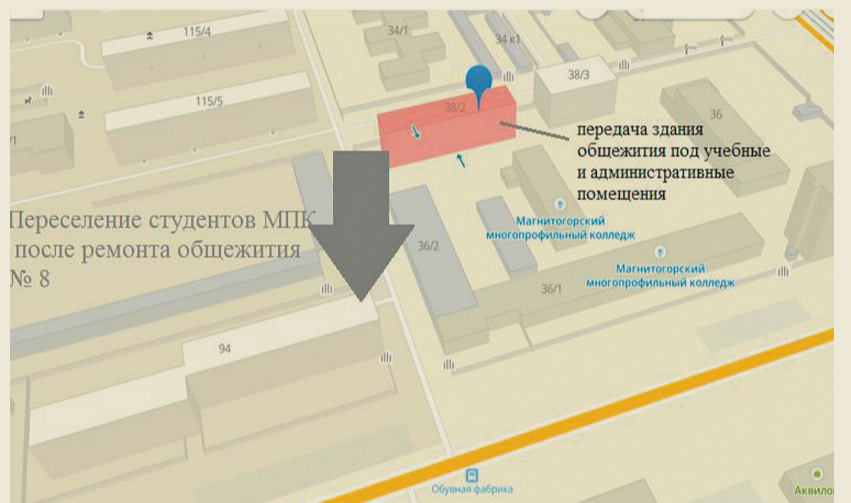 115/4
34/1
34 к1
38/3
115/5
38/2
36
/1
передача здания
общежития под учебные
и административные
помещения
Переселение студентов МПК
после ремонта общежития
№ 8
Магнитогорский
многопрофильный колледж
36/2
Магнитогорский
многопрофильный колледж
36/1
94
Обувная фабрика
Аквило